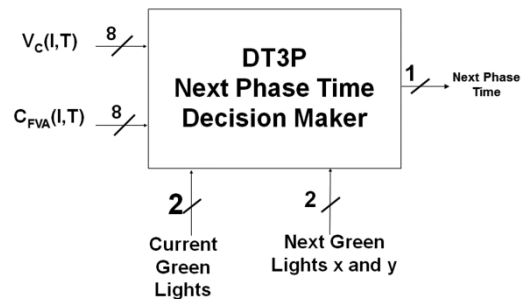 V_C(I,T)
8
DT3P
Next Phase Time
Decision Maker
1
Next Phase
Time
C_FVA(I,T)
8
2
2
Current
Green
Lights
Next Green
Lights x and y